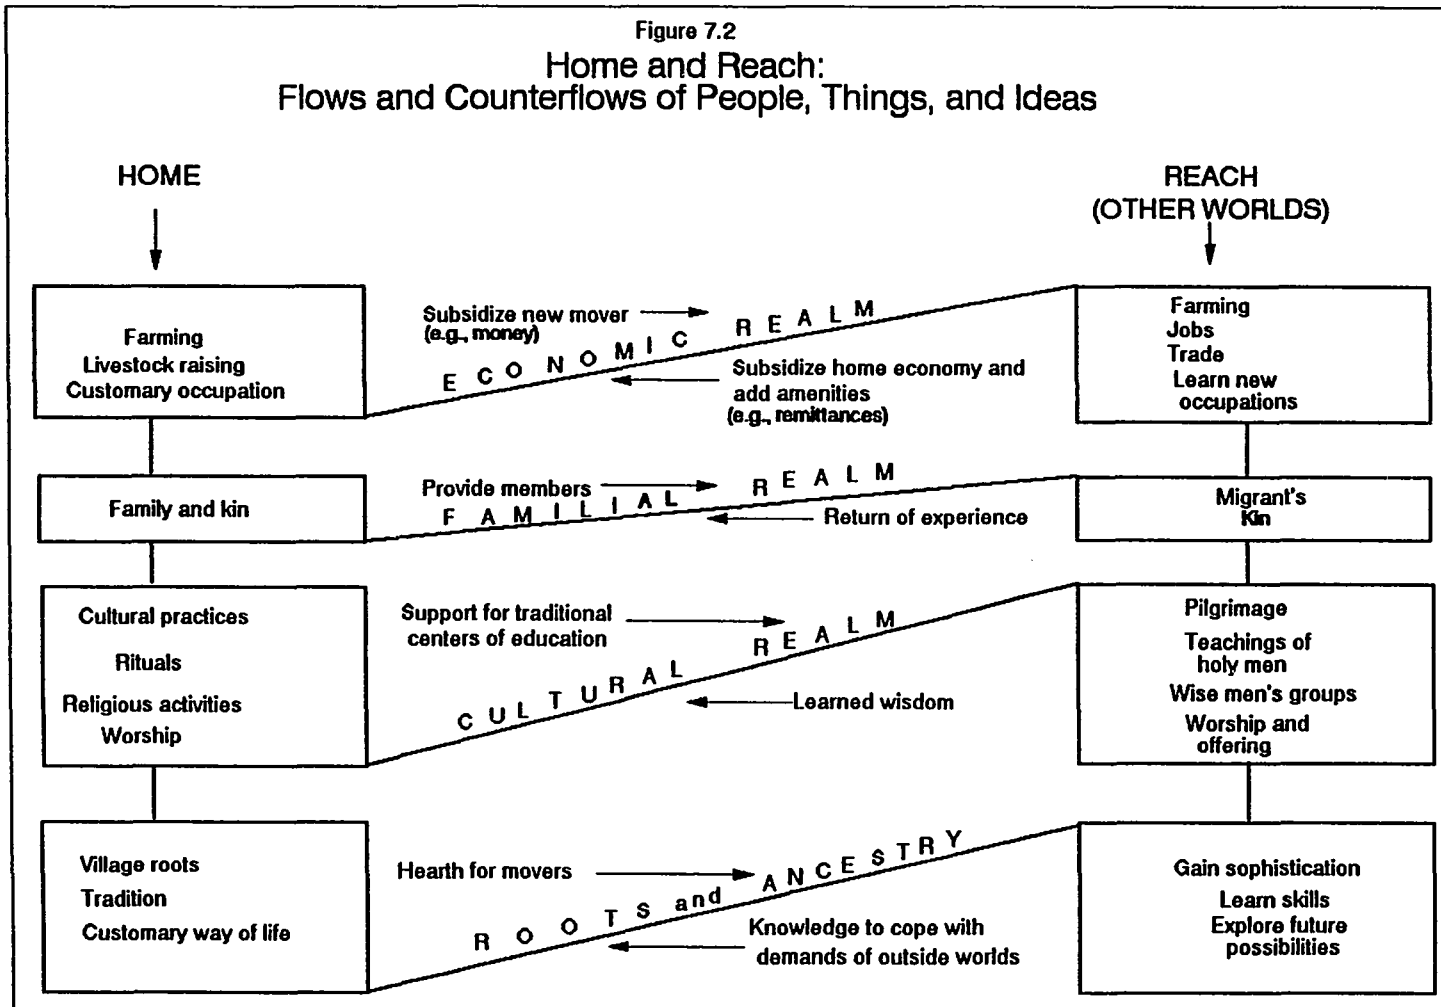 Figure 7.2
Home and Reach:
Flows and Counterflows of People, Things, and Ideas
HOME
REACH
(OTHER WORLDS)
Farming
Livestock raising
Customary occupation
Subsidize new mover
(e.g., money)
ECONOMIC REALM
Subsidize home economy and
add amenities
(e.g., remittances)
Farming
Jobs
Trade
Learn new
occupations
Family and kin
Provide members
FAMILIAL REALM
Return of experience
Migrant's
Kin
Cultural practices
Rituals
Religious activities
Worship
Support for traditional
centers of education
CULTURAL REALM
Learned wisdom
Pilgrimage
Teachings of
holy men
Wise men's groups
Worship and
offering
Village roots
Tradition
Customary way of life
Hearth for movers
ROOTS and ANCESTRY
Knowledge to cope with
demands of outside worlds
Gain sophistication
Learn skills
Explore future
possibilities